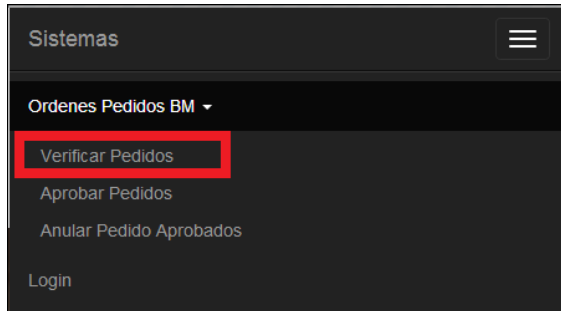 Sistemas
Ordenes Pedidos BM
Verificar Pedidos
Aprobar Pedidos
Anular Pedido Aprobados
Login